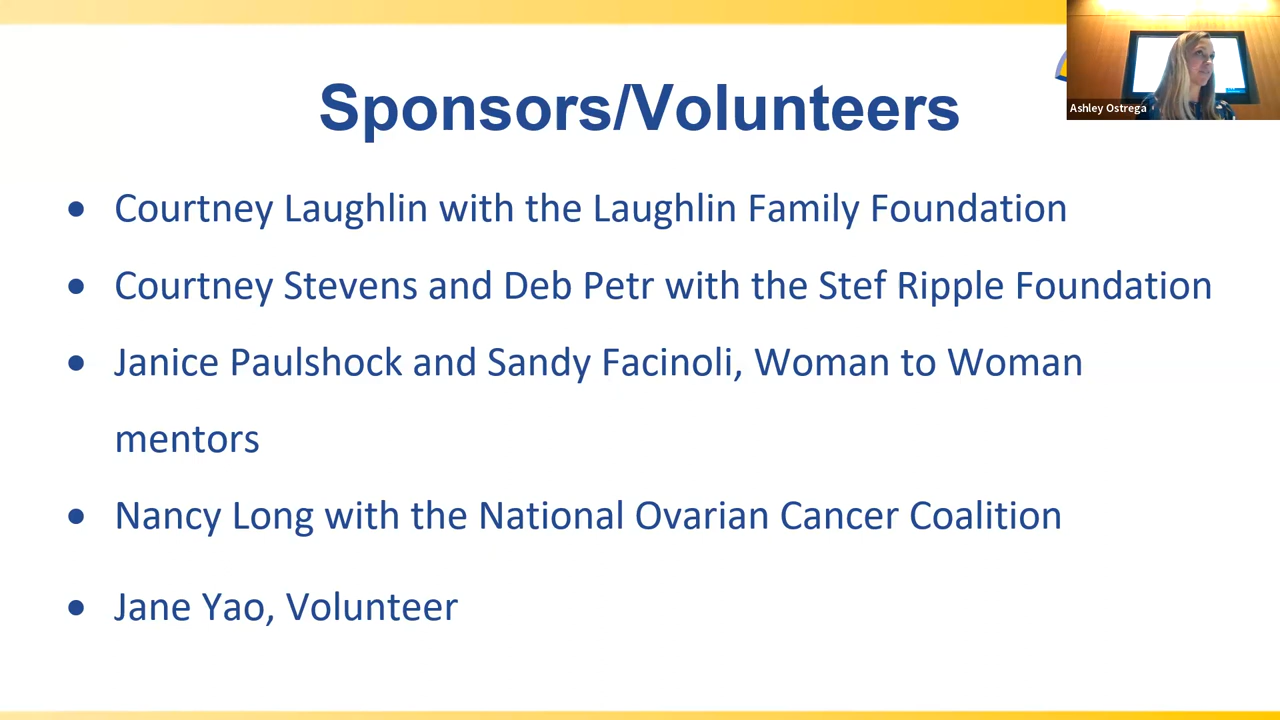 Sponsors/Volunteers
Ashley Ostrega
• Courtney Laughlin with the Laughlin Family Foundation
• Courtney Stevens and Deb Petr with the Stef Ripple Foundation
• Janice Paulshock and Sandy Facinoli, Woman to Woman
mentors
• Nancy Long with the National Ovarian Cancer Coalition
• Jane Yao, Volunteer